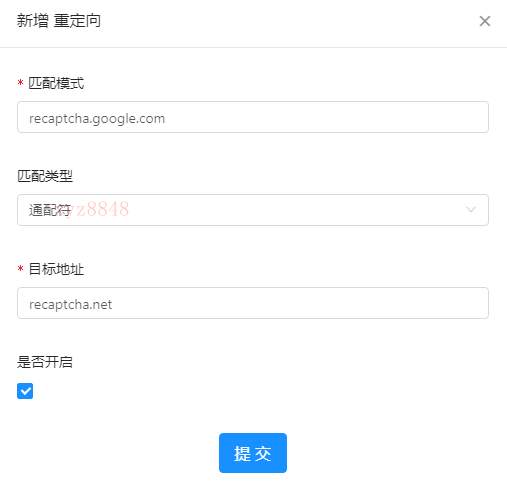 新增 重定向
* 匹配模式
recaptcha.google.com
匹配类型
通配符
xyz8848
* 目标地址
recaptcha.net
是否开启
提 交